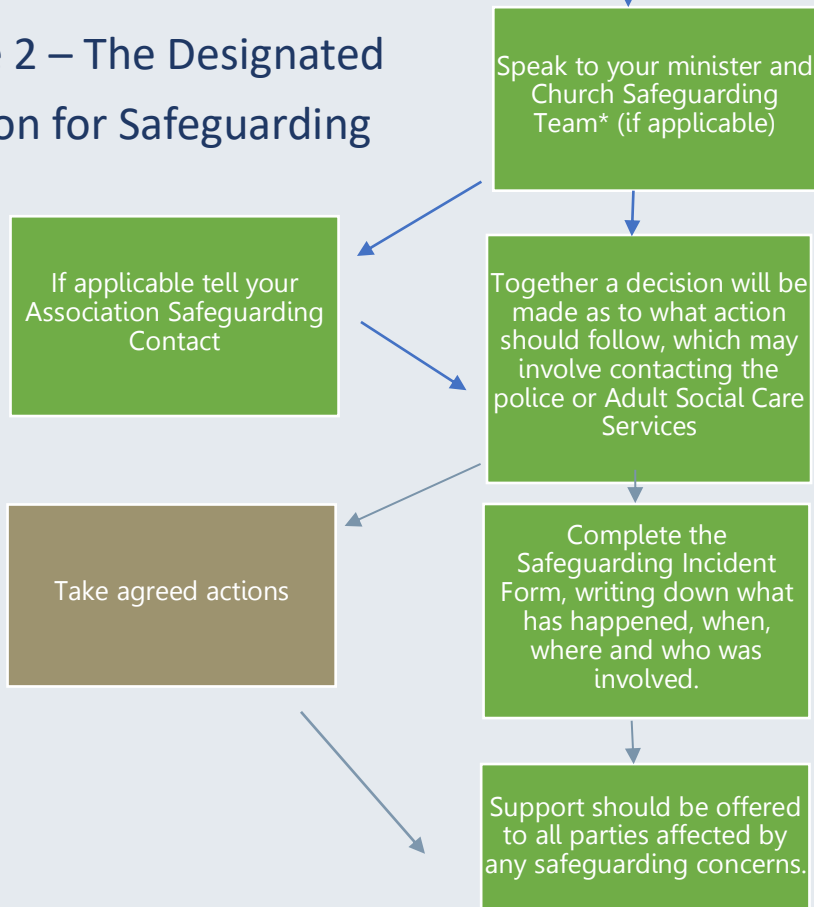 2 – The Designated
on for Safeguarding
Speak to your minister and
Church Safeguarding
Team* (if applicable)
If applicable tell your
Association Safeguarding
Contact
Together a decision will be
made as to what action
should follow, which may
involve contacting the
police or Adult Social Care
Services
Take agreed actions
Complete the
Safeguarding Incident
Form, writing down what
has happened, when,
where and who was
involved.
Support should be offered
to all parties affected by
any safeguarding concerns.